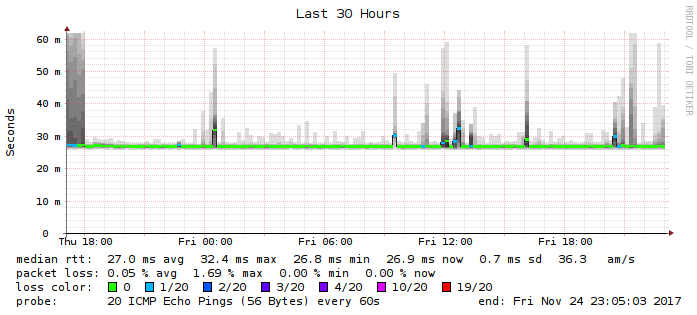 Last 30 Hours
RRDTOOL / TOBI OETIKER
Seconds
60 m
50 m
40 m
30 m
20 m
10 m
0
Thu 18:00 Fri 00:00 Fri 06:00 Fri 12:00 Fri 18:00
median rtt: 27.0 ms avg 32.4 ms max 26.8 ms min 26.9 ms now 0.7 ms sd 36.3 am/s
packet loss: 0.05 % avg 1.69 % max 0.00 % min 0.00 % now
loss color: 0 1/20 2/20 3/20 4/20 10/20 19/20
probe: 20 ICMP Echo Pings (56 Bytes) every 60s end: Fri Nov 24 23:05:03 2017